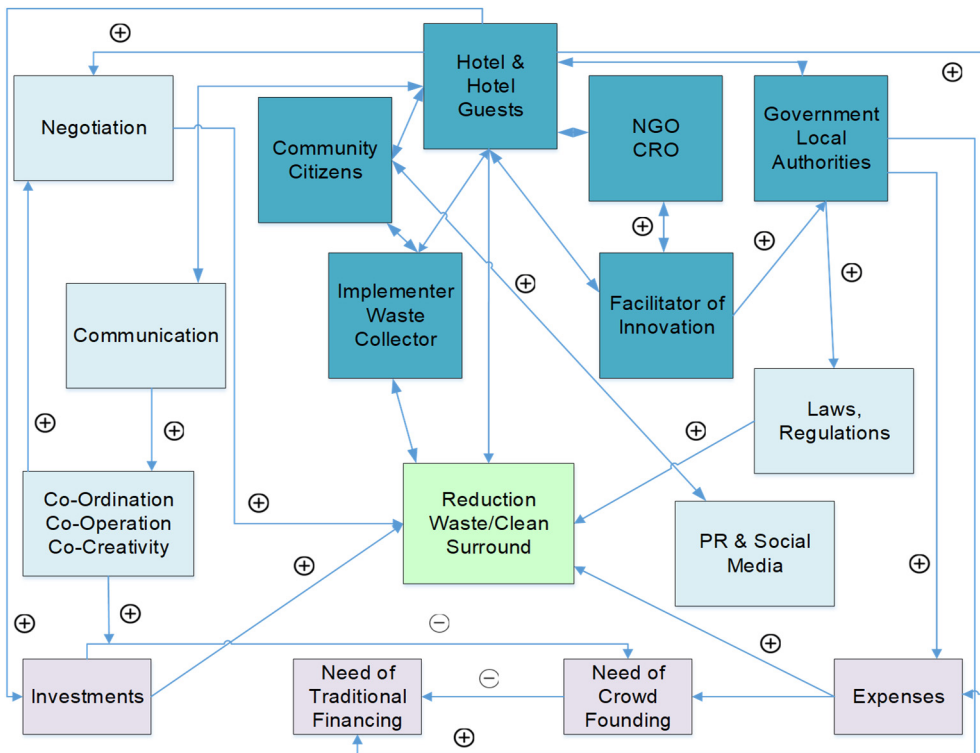 Hotel &
Hotel
Guests
Negotiation
Community
Citizens
NGO
CRO
Government
Local
Authorities
Communication
Implementer
Waste
Collector
Facilitator of
Innovation
Laws,
Regulations
Co-Ordination
Co-Operation
Co-Creativity
Reduction
Waste/Clean
Surround
PR & Social
Media
Investments
Need of
Traditional
Financing
Need of
Crowd
Founding
Expenses